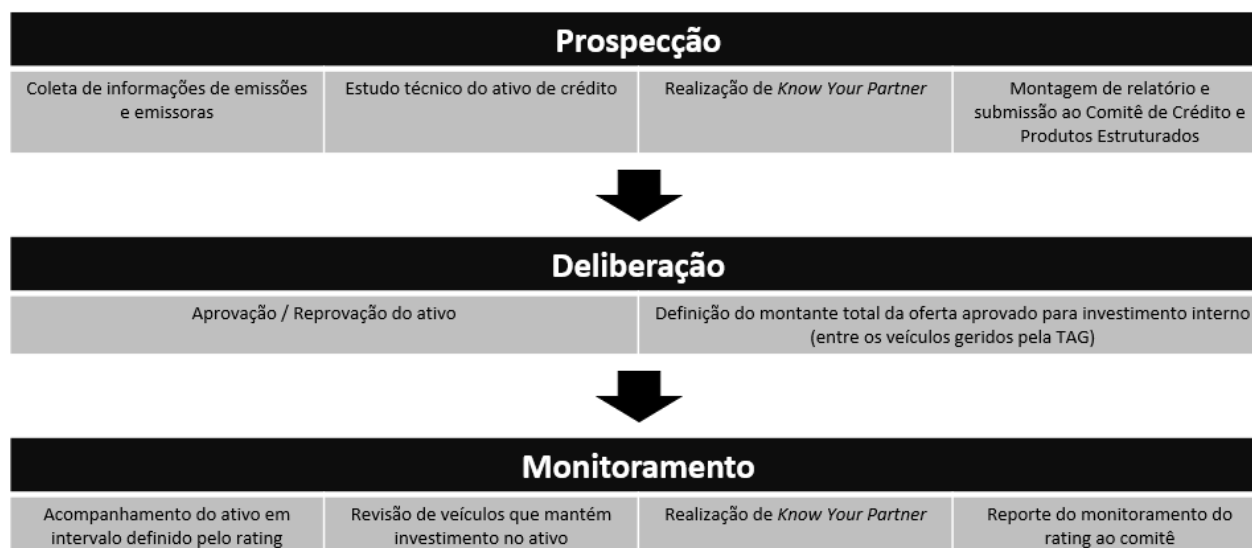 Prospecção
Coleta de informações de emissões
e emissoras
Estudo técnico do ativo de crédito
Realização de Know Your Partner
Montagem de relatório e
submissão ao Comitê de Crédito e
Produtos Estruturados
Deliberação
Aprovação / Reprovação do ativo
Definição do montante total da oferta aprovado para investimento interno
(entre os veículos geridos pela TAG)
Monitoramento
Acompanhamento do ativo em
intervalo definido pelo rating
Revisão de veículos que mantém
investimento no ativo
Realização de Know Your Partner
Reporte do monitoramento do
rating ao comitê